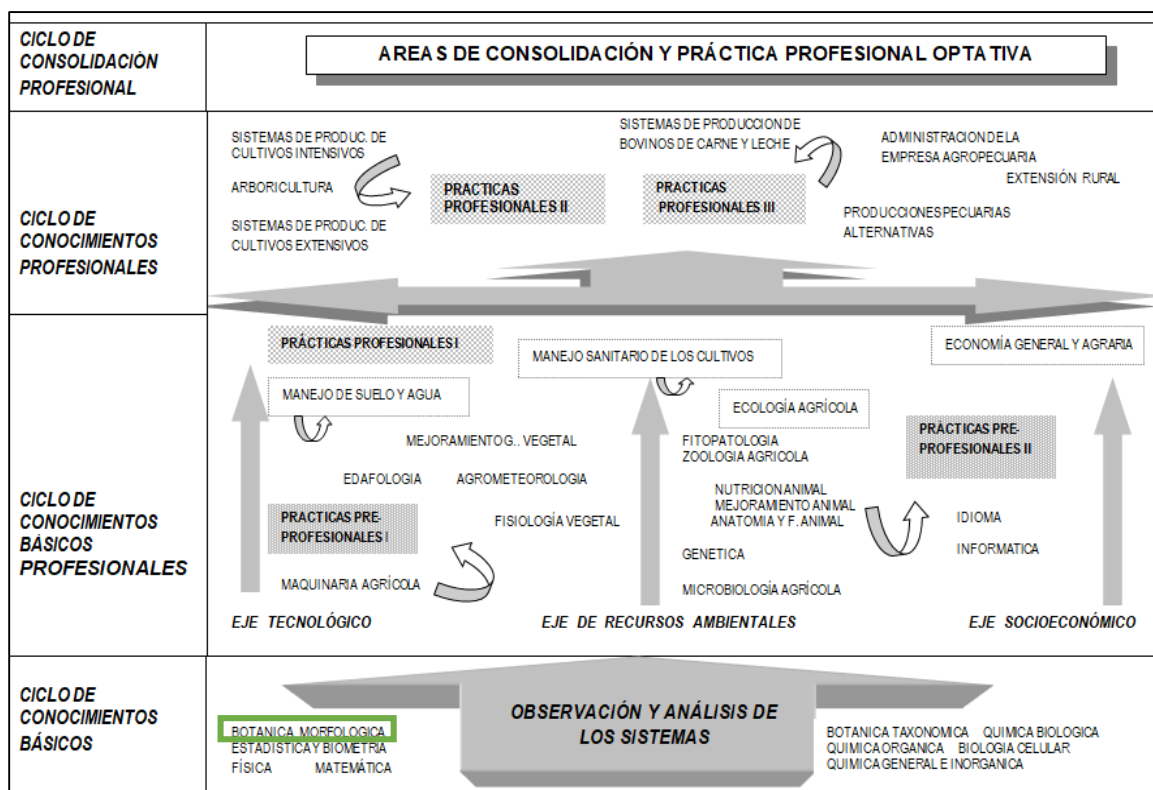 CICLO DE
CONSOLIDACIÓN
PROFESIONAL
AREAS DE CONSOLIDACIÓN Y PRÁCTICA PROFESIONAL OPTATIVA
CICLO DE
CONOCIMIENTOS
PROFESIONALES
SISTEMAS DE PRODUC. DE
CULTIVOS INTENSIVOS
ARBORICULTURA
SISTEMAS DE PRODUC. DE
CULTIVOS EXTENSIVOS
PRACTICAS
PROFESIONALES II
SISTEMAS DE PRODUCCION DE
BOVINOS DE CARNE Y LECHE
PRACTICAS
PROFESIONALES III
ADMINISTRACION DE LA
EMPRESA AGROPECUARIA
EXTENSIÓN RURAL
PRODUCCIONES PECUARIAS
ALTERNATIVAS
CICLO DE
CONOCIMIENTOS
BÁSICOS
PROFESIONALES
PRÁCTICAS PROFESIONALES I
MANEJO DE SUELO Y AGUA
MEJORAMIENTO G.. VEGETAL
EDAFOLOGIA AGROMETEOROLOGIA
PRACTICAS PRE-
PROFESIONALES I
FISIOLOGÍA VEGETAL
MAQUINARIA AGRÍCOLA
EJE TECNOLÓGICO
MANEJO SANITARIO DE LOS CULTIVOS
ECOLOGÍA AGRÍCOLA
FITOPATOLOGIA
ZOOLOGIA AGRICOLA
NUTRICION ANIMAL
MEJORAMIENTO ANIMAL
ANATOMIA Y F. ANIMAL
GENETICA
MICROBIOLOGÍA AGRÍCOLA
EJE DE RECURSOS AMBIENTALES
ECONOMÍA GENERAL Y AGRARIA
PRÁCTICAS PRE-
PROFESIONALES II
IDIOMA
INFORMATICA
EJE SOCIOECONÓMICO
CICLO DE
CONOCIMIENTOS
BÁSICOS
BOTANICA MORFOLOGICA
ESTADÍSTICA Y BIOMETRIA
FÍSICA MATEMÁTICA
OBSERVACIÓN Y ANÁLISIS DE
LOS SISTEMAS
BOTANICA TAXONOMICA QUIMICA BIOLOGICA
QUIMICA ORGANICA BIOLOGIA CELULAR
QUIMICA GENERAL E INORGANICA